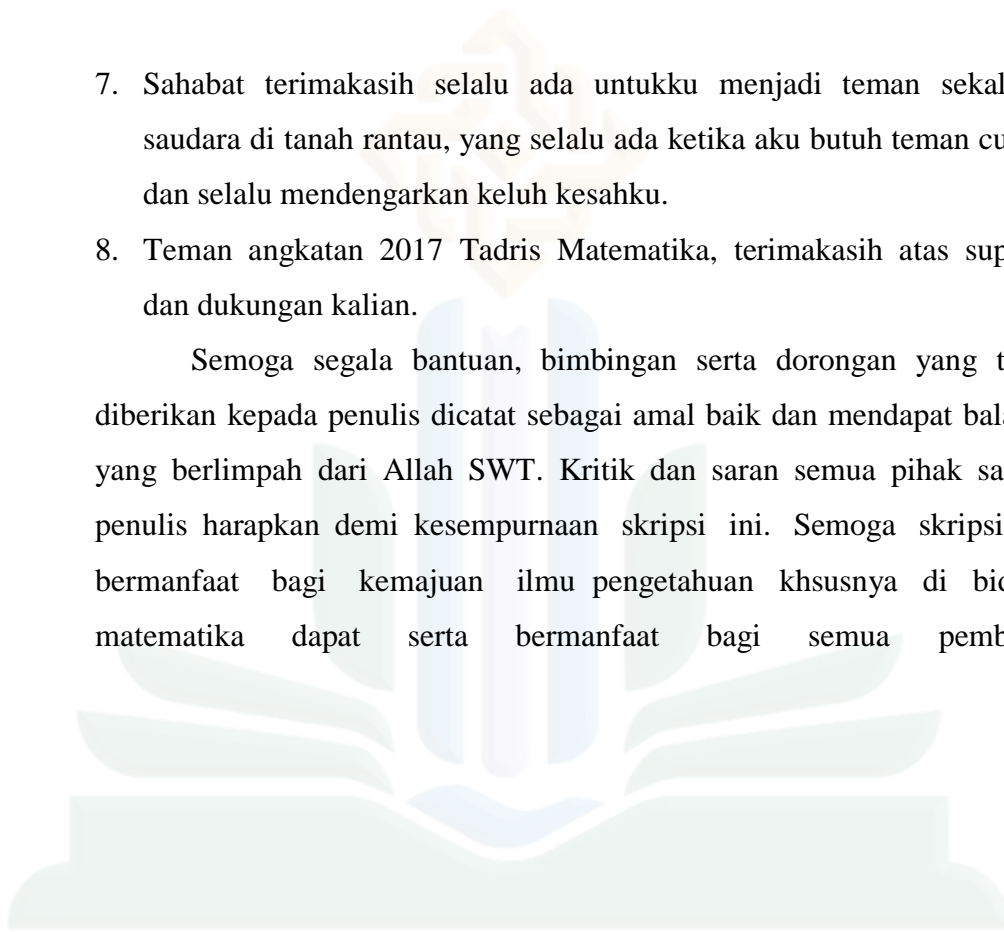 7. Sahabat terimakasih selalu ada untukku menjadi teman sekal
saudara di tanah rantau, yang selalu ada ketika aku butuh teman cu
dan selalu mendengarkan keluh kesahku.
8. Teman angkatan 2017 Tadris Matematika, terimakasih atas sup
dan dukungan kalian.
Semoga segala bantuan, bimbingan serta dorongan yang t
diberikan kepada penulis dicatat sebagai amal baik dan mendapat bala
yang berlimpah dari Allah SWT. Kritik dan saran semua pihak sa
penulis harapkan demi kesempurnaan skripsi ini. Semoga skripsi
bermanfaat bagi kemajuan ilmu pengetahuan khsusnya di bid
matematika dapat serta bermanfaat bagi semua pemb